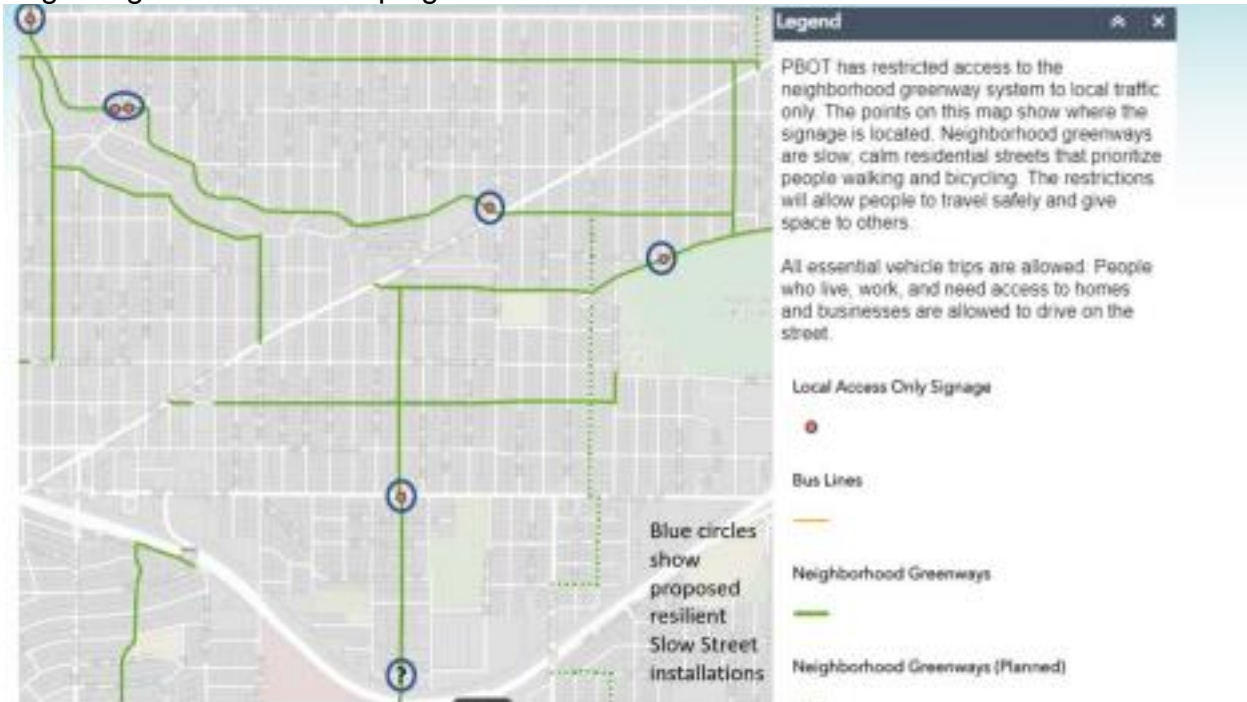 Legend
PBOT has restricted access to the
neighborhood greenway system to local traffic
only. The points on this map show where the
signage is located. Neighborhood greenways
are slow, calm residential streets that prioritize
people walking and bicycling. The restrictions
will allow people to travel safely and give
space to others.
All essential vehicle trips are allowed. People
who live, work, and need access to homes
and businesses are allowed to drive on the
street.
Local Access Only Signage
Bus Lines
Neighborhood Greenways
Neighborhood Greenways (Planned)
Blue circles
show
proposed
resilient
Slow Street
installations
?